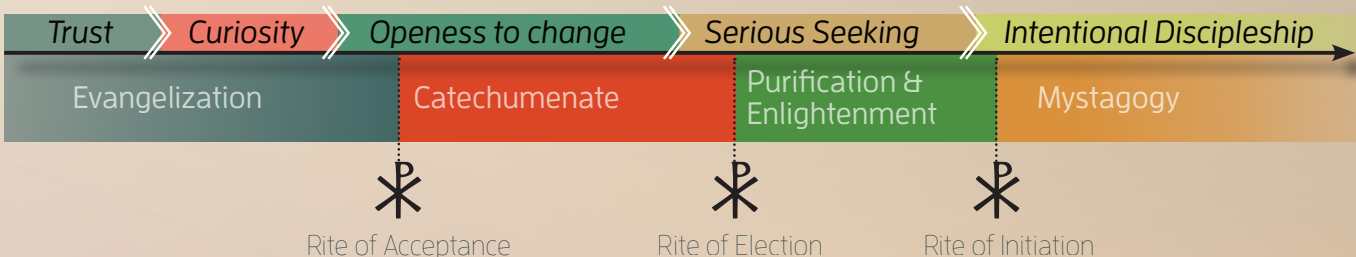 Trust
Curiosity
Openess to change
Serious Seeking
Intentional Discipleship
Evangelization
Catechumenate
Purification &
Enlightenment
Mystagogy
Rite of Acceptance
Rite of Election
Rite of Initiation